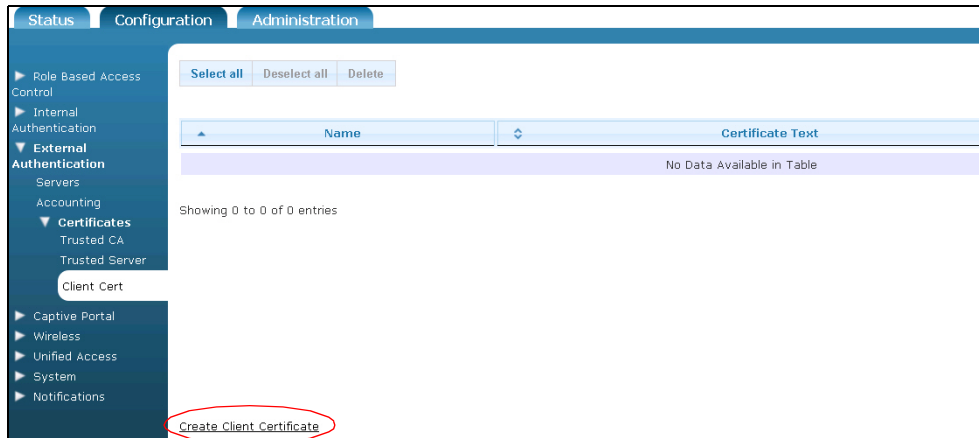 Status Configuration Administration
Role Based Access
Control
Internal
Authentication
External
Authentication
Servers
Accounting
Certificates
Trusted CA
Trusted Server
Client Cert
Captive Portal
Wireless
Unified Access
System
Notifications
Select all Deselect all Delete
Name Certificate Text
No Data Available in Table
Showing 0 to 0 of 0 entries
Create Client Certificate